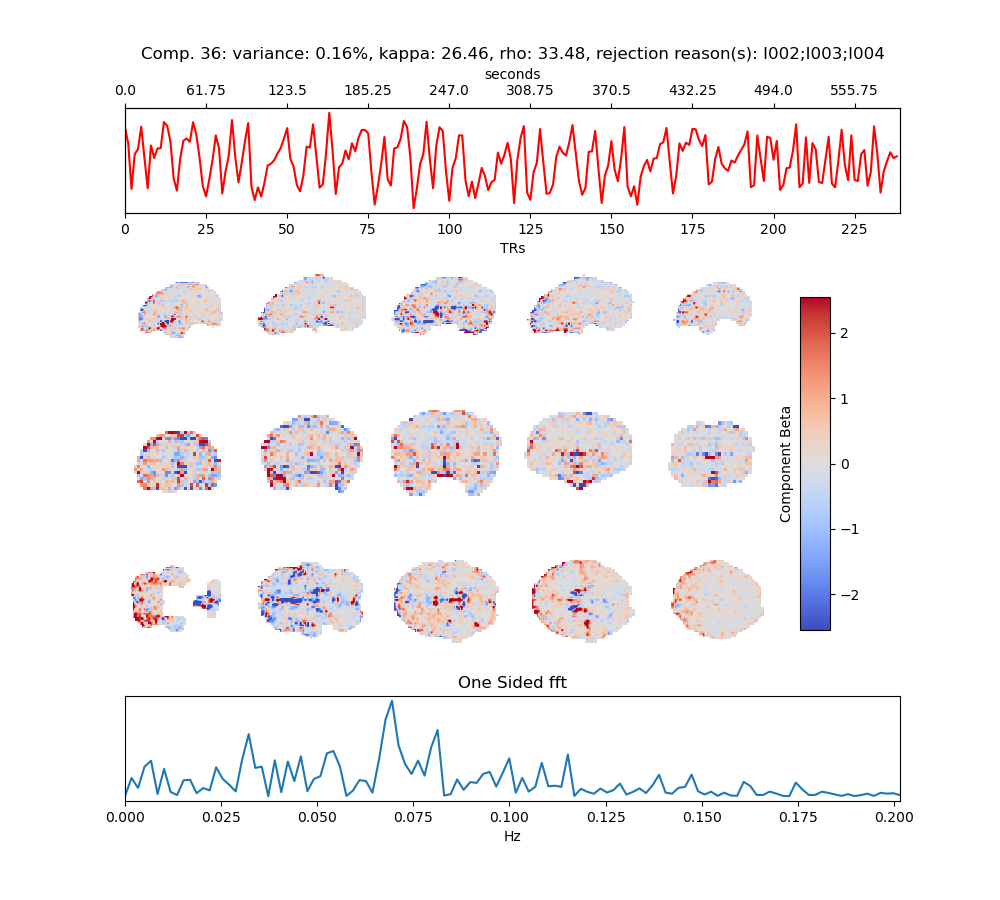 Comp. 36: variance: 0.16%, kappa: 26.46, rho: 33.48, rejection reason(s): I002;I003;I004
seconds
0.0 61.75 123.5 185.25 247.0 308.75 370.5 432.25 494.0 555.75
0 25 50 75 100 125 150 175 200 225
TRs
2
1
0
−1
−2
Component Beta
One Sided fft
0.000 0.025 0.050 0.075 0.100 0.125 0.150 0.175 0.200
Hz